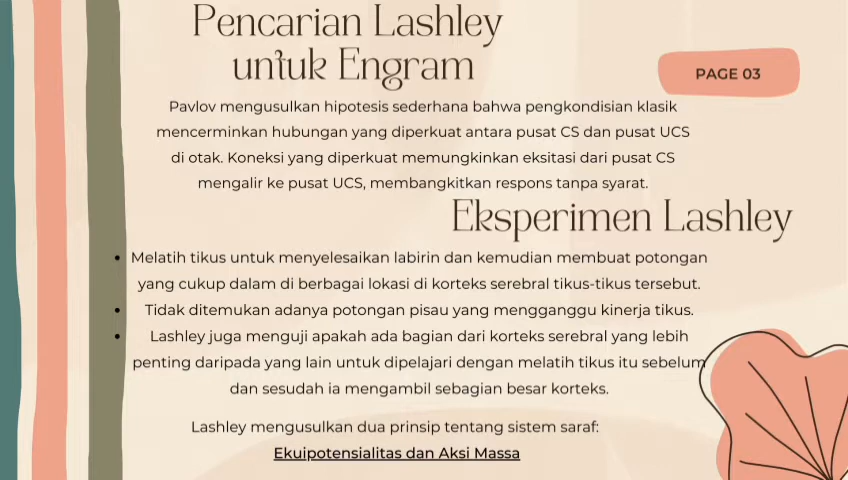 Pencarian Lashley
untuk Engram
PAGE 03
Pavlov mengusulkan hipotesis sederhana bahwa pengkondisian klasik
mencerminkan hubungan yang diperkuat antara pusat CS dan pusat UCS
di otak. Koneksi yang diperkuat memungkinkan eksitasi dari pusat CS
mengalir ke pusat UCS, membangkitkan respons tanpa syarat.
Eksperimen Lashley
• Melatih tikus untuk menyelesaikan labirin dan kemudian membuat potongan
yang cukup dalam di berbagai lokasi di korteks serebral tikus-tikus tersebut.
• Tidak ditemukan adanya potongan pisau yang mengganggu kinerja tikus.
• Lashley juga menguji apakah ada bagian dari korteks serebral yang lebih
penting daripada yang lain untuk dipelajari dengan melatih tikus itu sebelum
dan sesudah ia mengambil sebagian besar korteks.
Lashley mengusulkan dua prinsip tentang sistem saraf:
Ekuipotensialitas dan Aksi Massa